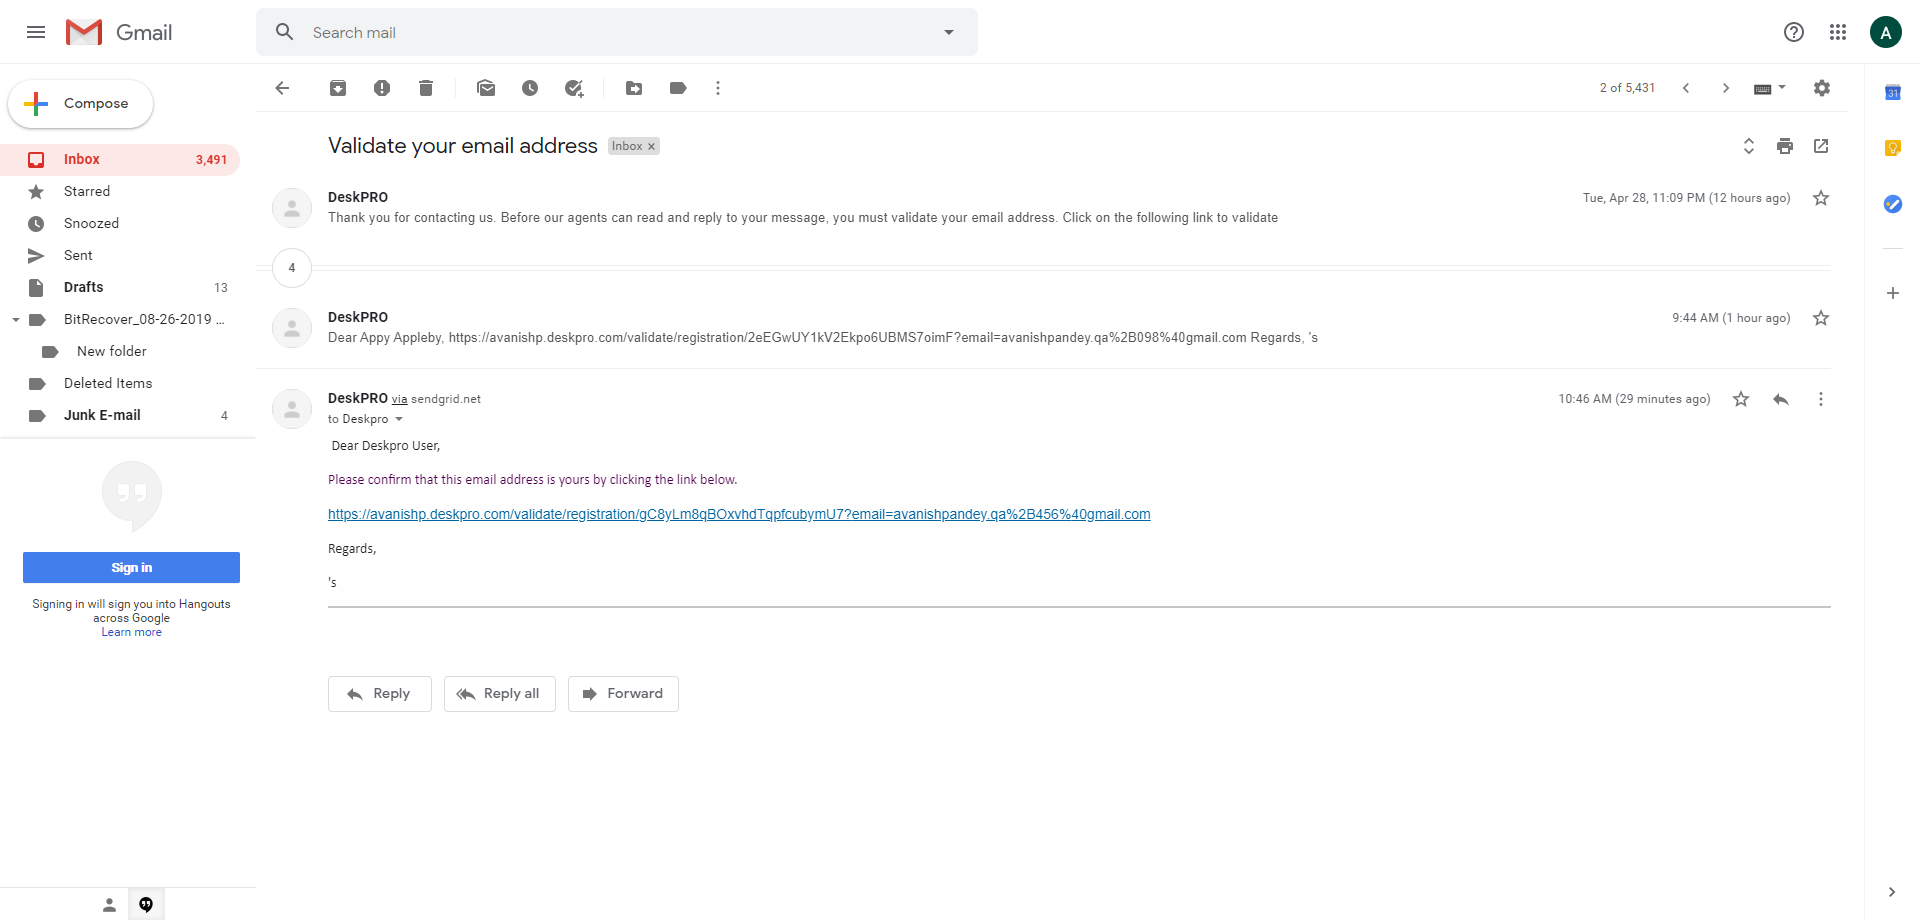 Gmail
Search mail
A
Compose
2 of 5,431
31
Inbox 3,491
Starred
Snoozed
Sent
Drafts 13
BitRecover_08-26-2019 ...
New folder
Deleted Items
Junk E-mail 4
Sign in
Signing in will sign you into Hangouts
across Google
Learn more
Validate your email address Inbox x
DeskPRO Tue, Apr 28, 11:09 PM (12 hours ago)
Thank you for contacting us. Before our agents can read and reply to your message, you must validate your email address. Click on the following link to validate
4
DeskPRO 9:44 AM (1 hour ago)
Dear Appy Appleby, https://avanishp.deskpro.com/validate/registration/2eEGwUY1kV2Ekpo6UBMS7oimF?email=avanishpandey.qa%2B098%40gmail.com Regards, 's
DeskPRO via sendgrid.net 10:46 AM (29 minutes ago)
to Deskpro
Dear Deskpro User,
Please confirm that this email address is yours by clicking the link below.
https://avanishp.deskpro.com/validate/registration/gC8yLm8qBOxvhdTqpfcubymU7?email=avanishpandey.qa%2B456%40gmail.com
Regards,
's
Reply Reply all Forward